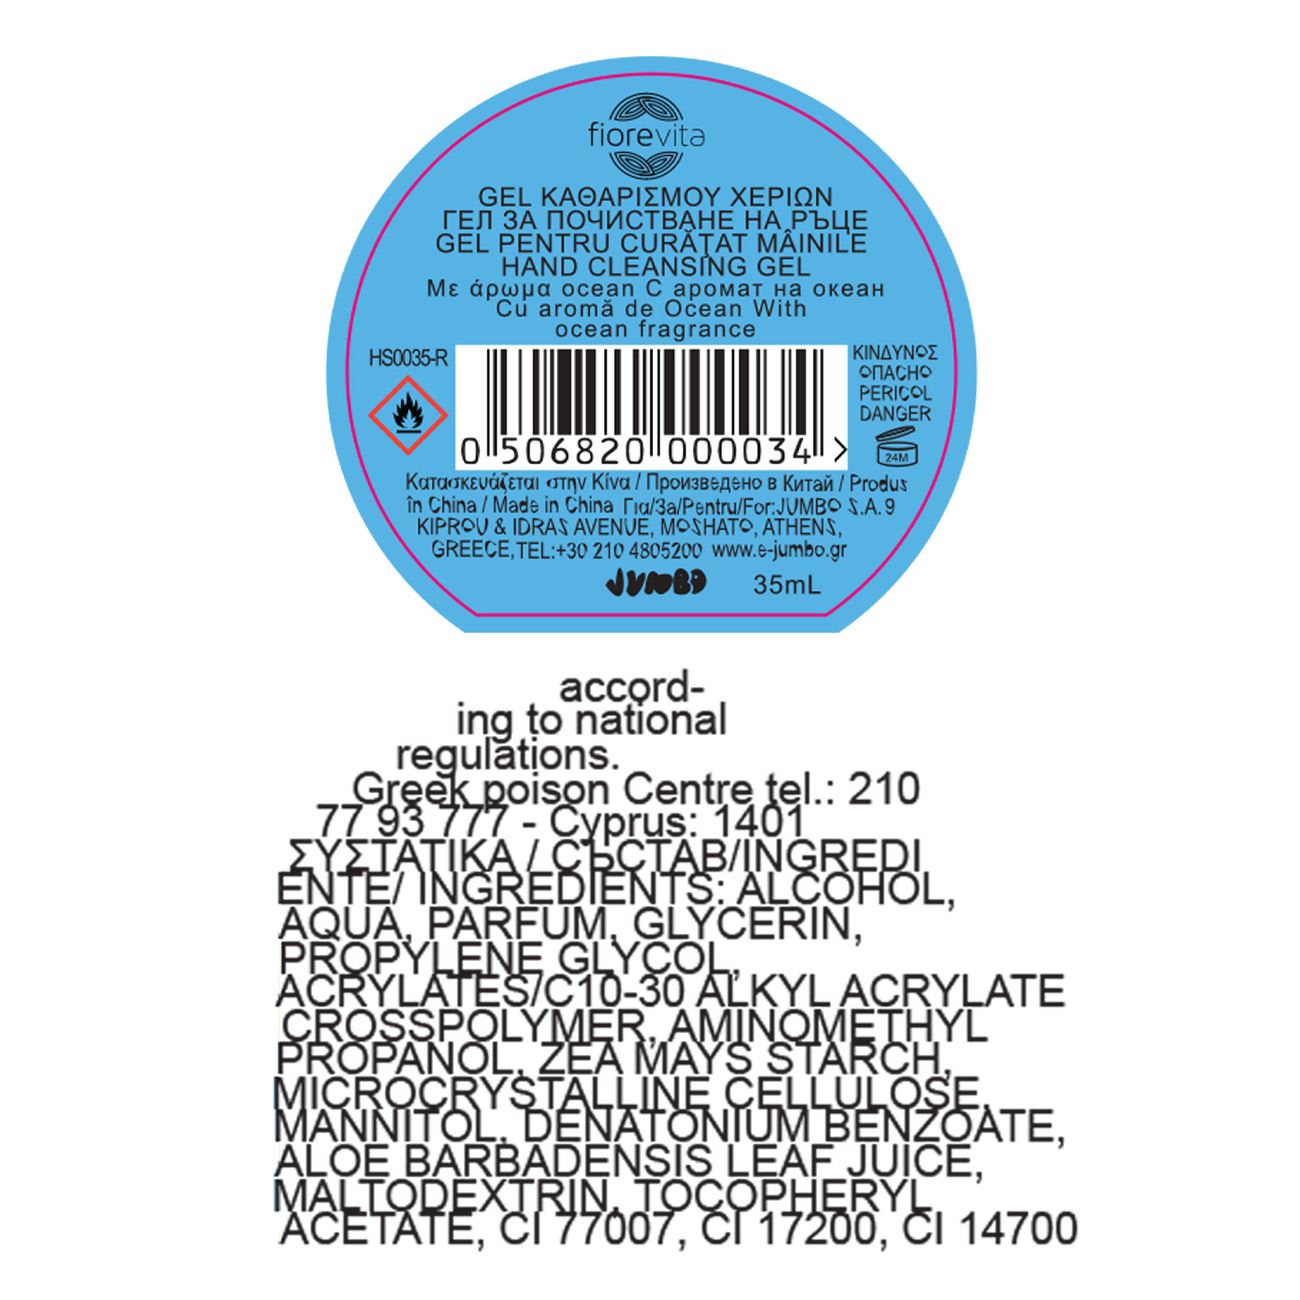 fiorevita
GEL ΚΑΘΑΡΙΣΜΟΥ ΧΕΡΙΩΝ
ГЕЛ ЗА ПОЧИСТВАНЕ НА РЪЦЕ
GEL PENTRU CURĂŢAT MÂINILE
HAND CLEANSING GEL
Με άρωμα ocean С аромат на океан
Cu aromă de Ocean With
ocean fragrance
HS0035-R
ΚΙΝΔΥΝΟΣ
ОПАСНО
PERICOL
DANGER
24M
0 506820 000034 >
Κατασκευάζεται στην Κίνα / Произведено в Китай / Produs
în China / Made in China Για/За/Pentru/For:JUMBO S.A. 9
KIPROU & IDRAS AVENUE, MOSHATO, ATHENS,
GREECE,TEL:+30 210 4805200 www.e-jumbo.gr
JUMBO 35mL
accord-
ing to national
regulations.
Greek poison Centre tel.: 210
77 93 777 - Cyprus: 1401
ΣΥΣΤΑΤΙΚΑ / СЪСТАВ/INGREDI
ENTE/ INGREDIENTS: ALCOHOL,
AQUA, PARFUM, GLYCERIN,
PROPYLENE GLYCOL,
ACRYLATES/C10-30 ALKYL ACRYLATE
CROSSPOLYMER, AMINOMETHYL
PROPANOL, ZEA MAYS STARCH,
MICROCRYSTALLINE CELLULOSE,
MANNITOL, DENATONIUM BENZOATE,
ALOE BARBADENSIS LEAF JUICE,
MALTODEXTRIN, TOCOPHERYL
ACETATE, CI 77007, CI 17200, CI 14700